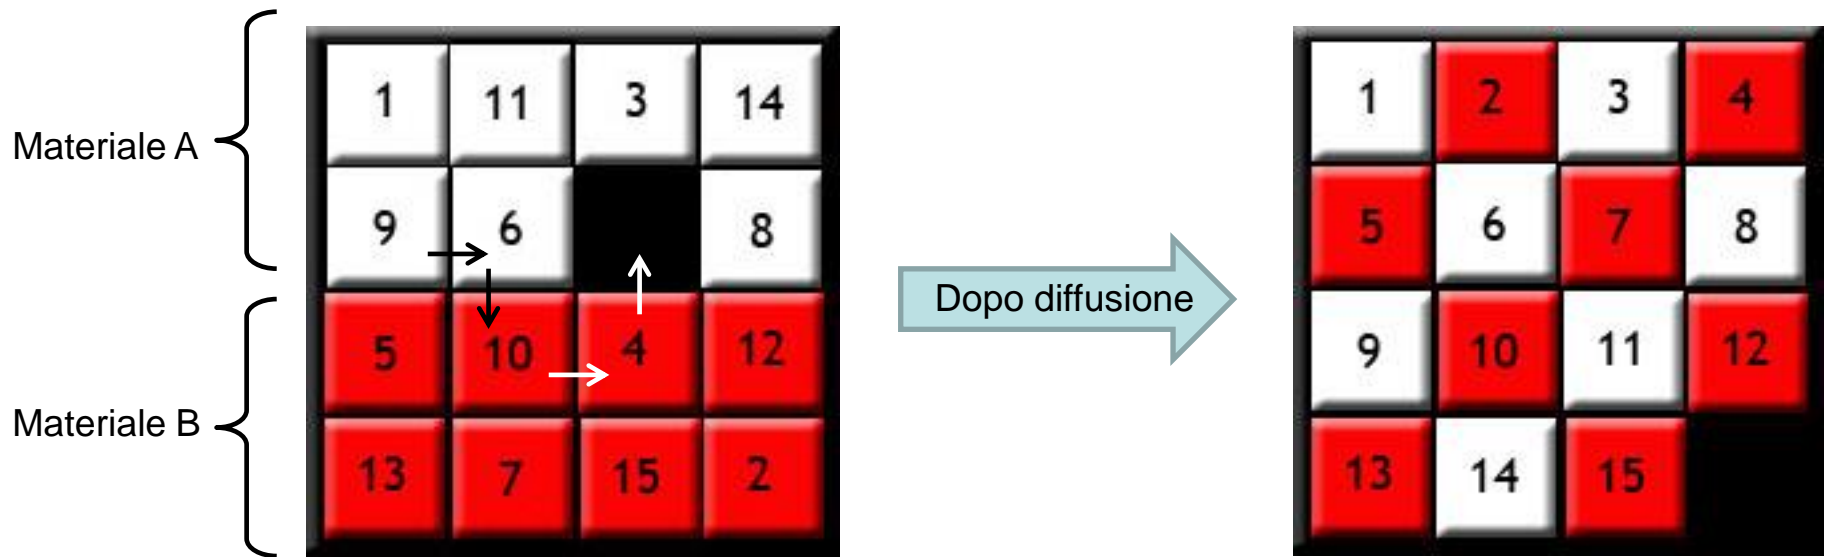 Materiale A
1 11 3 14
9 6 8
Materiale B
5 10 4 12
13 7 15 2
Dopo diffusione
1 2 3 4
5 6 7 8
9 10 11 12
13 14 15